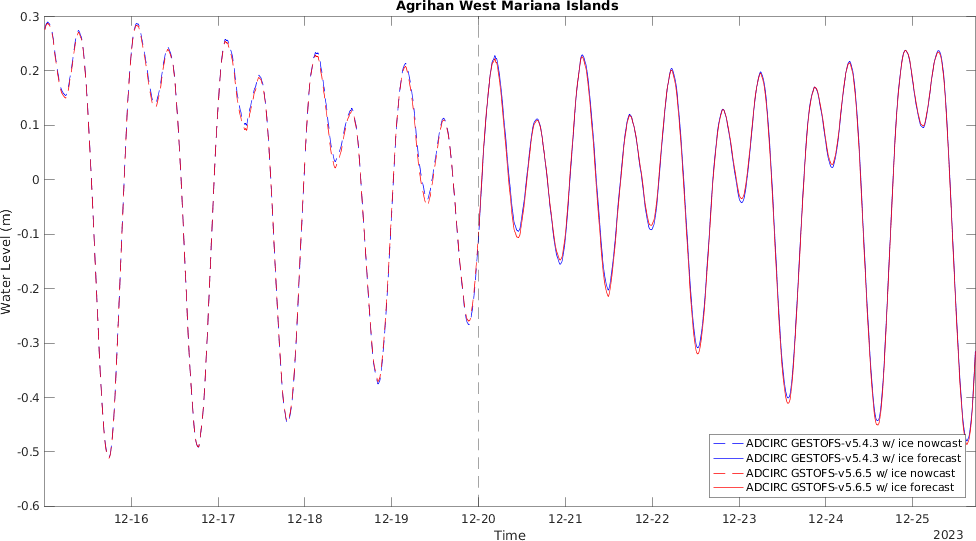 Agrihan West Mariana Islands
0.3
0.2
0.1
0
-0.1
-0.2
-0.3
-0.4
-0.5
-0.6
Water Level (m)
12-16 12-17 12-18 12-19 12-20 12-21 12-22 12-23 12-24 12-25
Time
2023
ADCIRC GESTOFS-v5.4.3 w/ ice nowcast
ADCIRC GESTOFS-v5.4.3 w/ ice forecast
ADCIRC GSTOFS-v5.6.5 w/ ice nowcast
ADCIRC GSTOFS-v5.6.5 w/ ice forecast